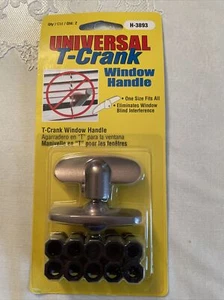 H-3893
UNIVERSAL
T-Crank
Window
Handle
• One Size Fits All
• Eliminates Window
Blind Interference
T-Crank Window Handle
Agarradero en "T" para la ventana
Manivelle en "T" pour les fenêtres